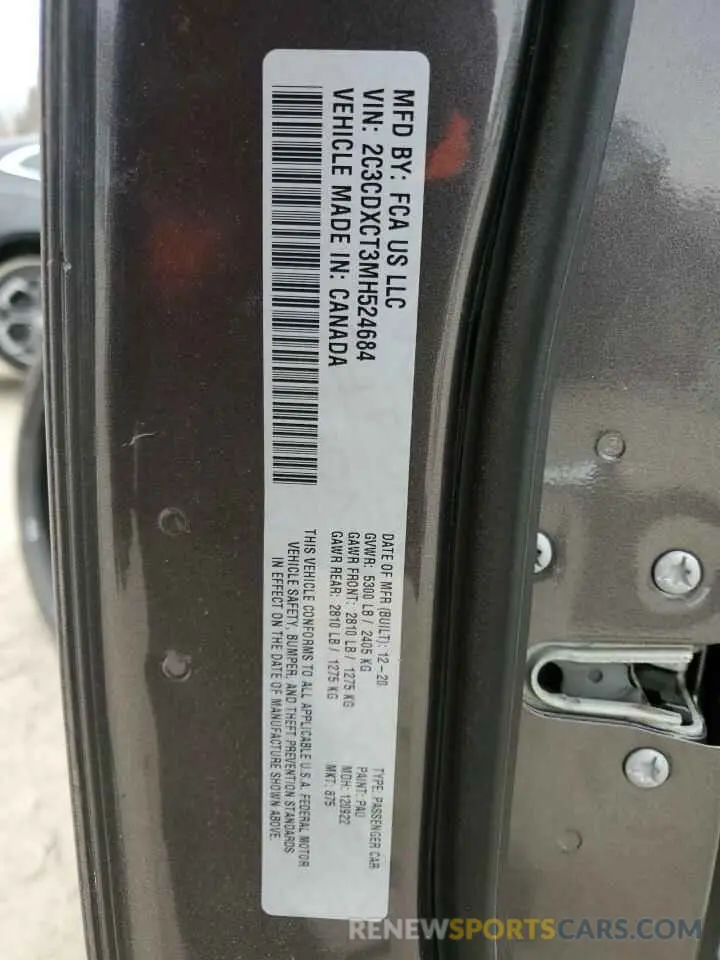 MFD BY: FCA US LLC
VIN: 2C3CDXCT3MH524684
VEHICLE MADE IN: CANADA
DATE OF MFR (BUILT): 12-20
GVWR: 5300 LB / 2405 KG
GAWR FRONT: 2810 LB / 1275 KG
GAWR REAR: 2810 LB / 1275 KG
TYPE: PASSENGER CAR
PAINT: PAU
MDH: 120922
MKT: 875
THIS VEHICLE CONFORMS TO ALL APPLICABLE U.S.A. FEDERAL MOTOR
VEHICLE SAFETY, BUMPER, AND THEFT PREVENTION STANDARDS
IN EFFECT ON THE DATE OF MANUFACTURE SHOWN ABOVE.
RENEWSPORTSCARS.COM